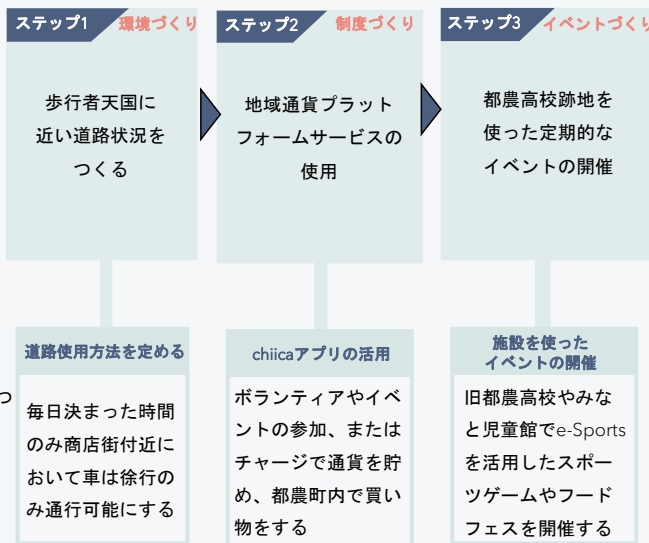 ステップ1
環境づくり
歩行者天国に
近い道路状況を
つくる
ステップ2
制度づくり
地域通貨プラット
フォームサービスの
使用
ステップ3
イベントづくり
都農高校跡地を
使った定期的な
イベントの開催
つ
道路使用方法を定める
毎日決まった時間
のみ商店街付近に
おいて車は徐行の
み通行可能にする
chiicaアプリの活用
ボランティアやイベ
ントの参加、または
チャージで通貨を貯
め、都農町内で買い
物をする
施設を使った
イベントの開催
旧都農高校やみな
と児童館でe-Sports
を活用したスポー
ツゲームやフード
フェスを開催する